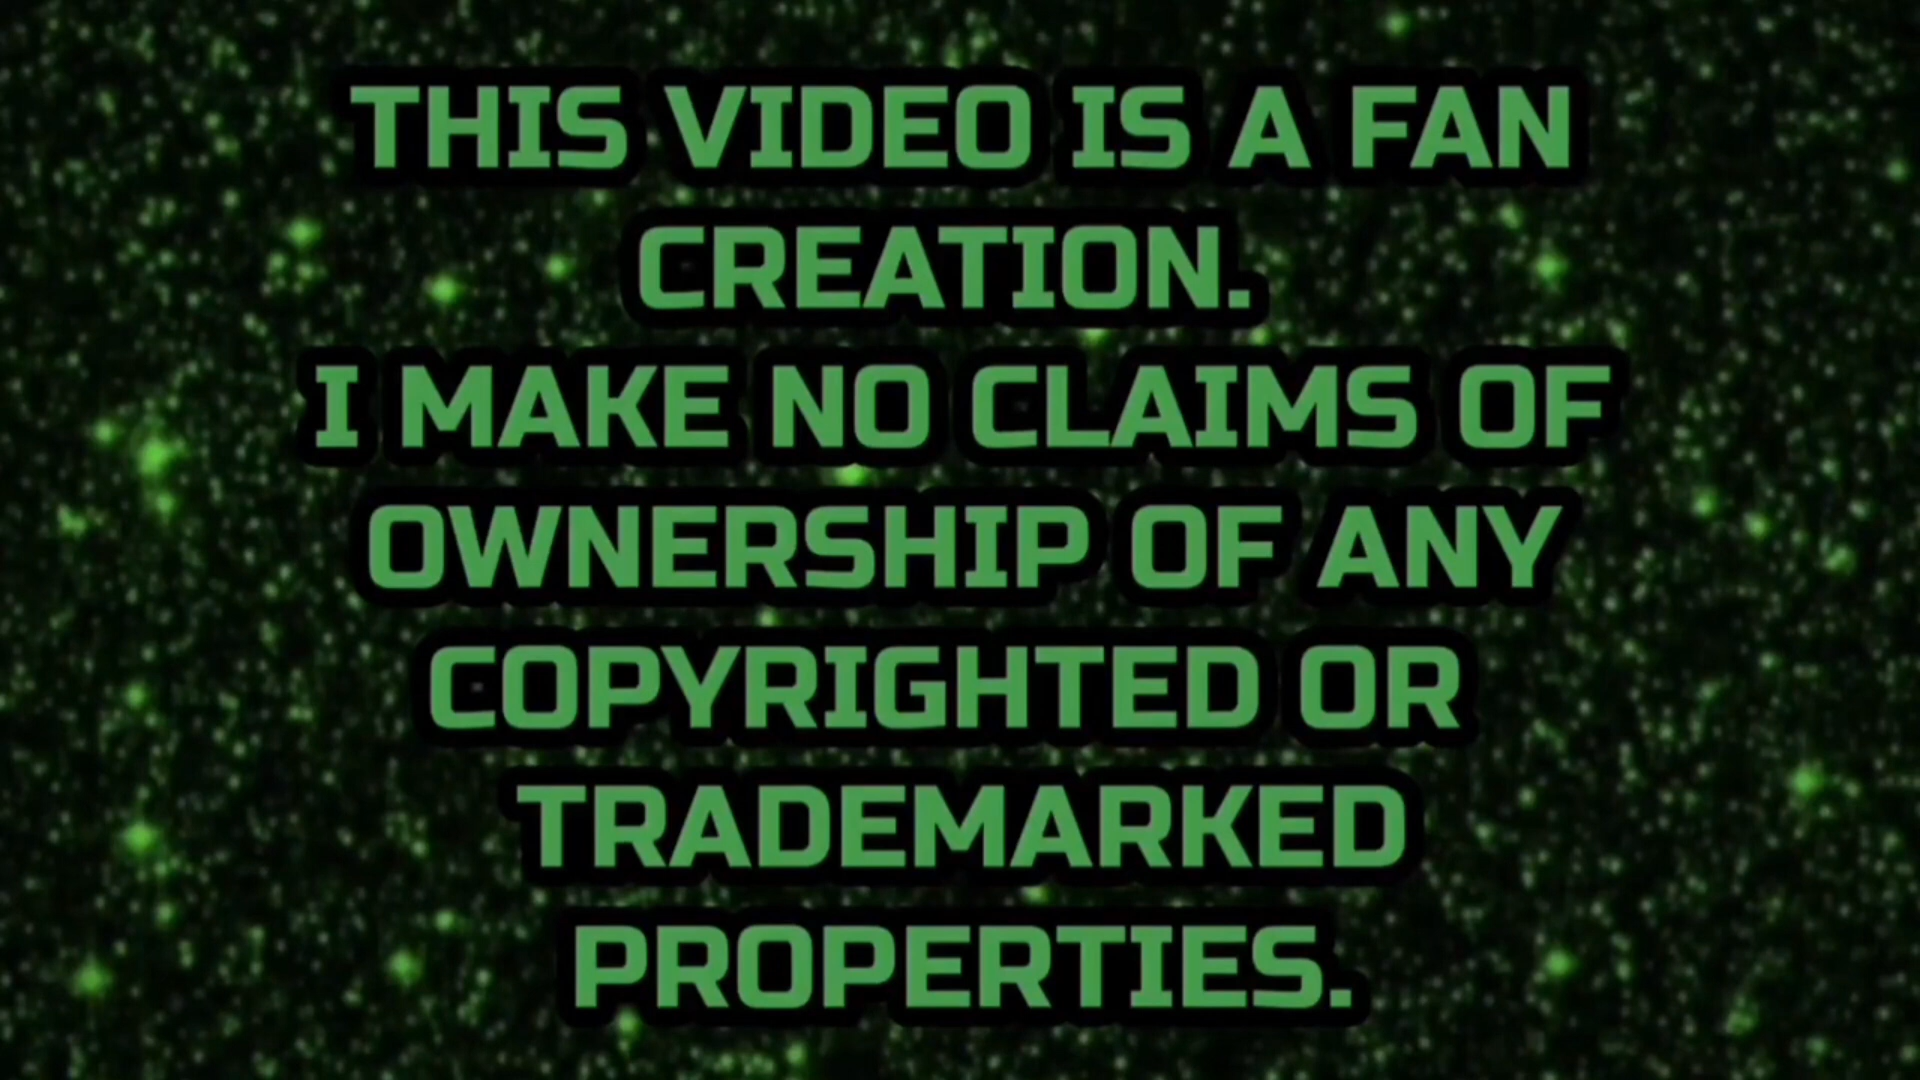 THIS VIDEO IS A FAN
CREATION.
I MAKE NO CLAIMS OF
OWNERSHIP OF ANY
COPYRIGHTED OR
TRADEMARKED
PROPERTIES.